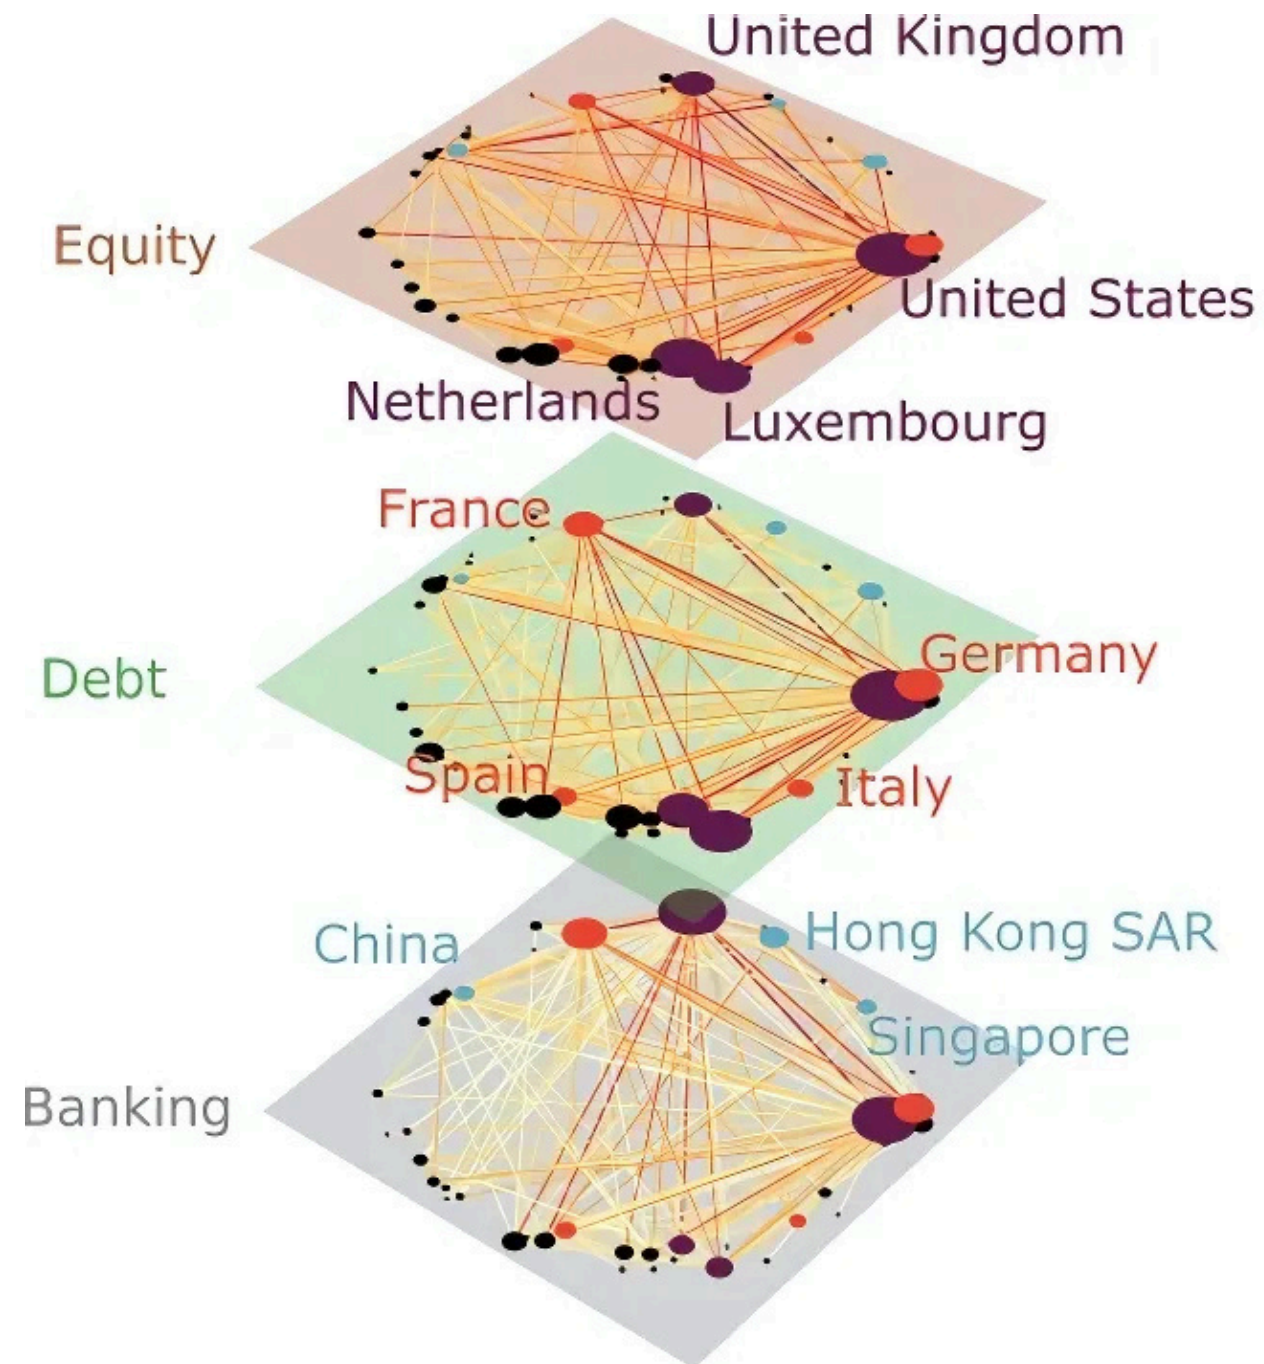 United Kingdom
Equity
United States
Netherlands
Luxembourg
France
Germany
Debt
Spain
Italy
China
Hong Kong SAR
Singapore
Banking